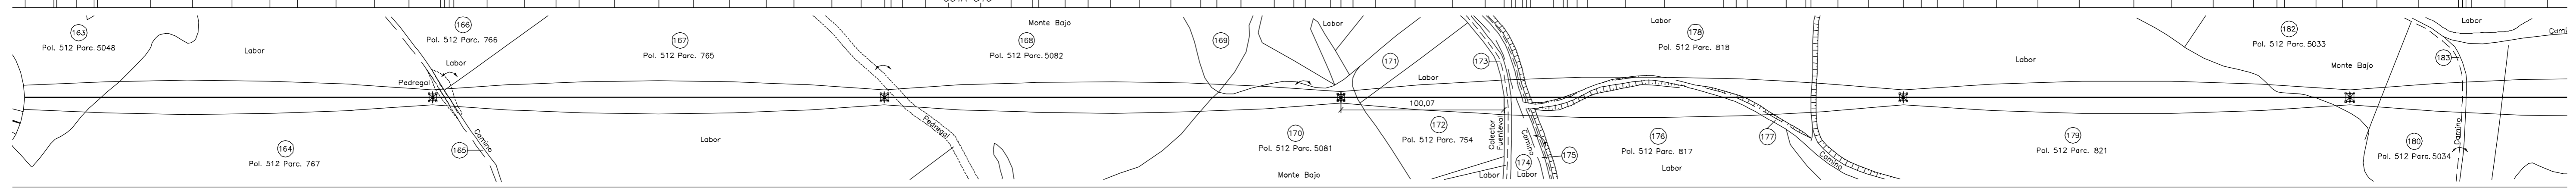 163
Pol. 512 Parc. 5048
Labor
166
Pol. 512 Parc. 766
Labor
Pedregal
164
Pol. 512 Parc. 767
165
Camino
167
Pol. 512 Parc. 765
Labor
Pedregal
Monte Bajo
168
Pol. 512 Parc. 5082
169
Labor
171
Labor
170
Pol. 512 Parc. 5081
Monte Bajo
100,07
172
Pol. 512 Parc. 754
Labor
173
Colector
Fuenteval
Camino
174
Labor
175
Labor
178
Pol. 512 Parc. 818
176
Pol. 512 Parc. 817
Labor
177
Camino
Labor
179
Pol. 512 Parc. 821
182
Pol. 512 Parc. 5033
Monte Bajo
180
Pol. 512 Parc. 5034
183
Camino
Labor
Cami